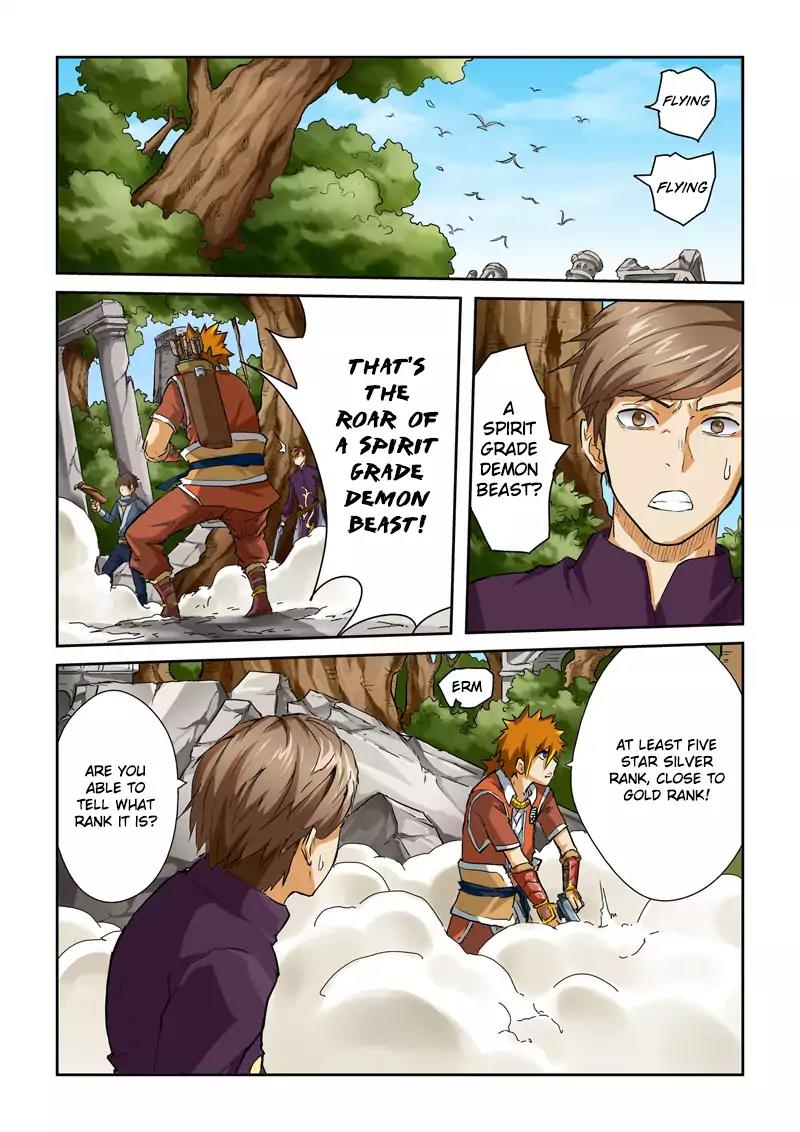 FLYING
FLYING
THAT'S
THE
ROAR OF
A SPIRIT
GRADE
DEMON
BEAST!
A
SPIRIT
GRADE
DEMON
BEAST?
ERM
ARE YOU
ABLE TO
TELL WHAT
RANK IT IS?
AT LEAST FIVE
STAR SILVER
RANK, CLOSE TO
GOLD RANK!